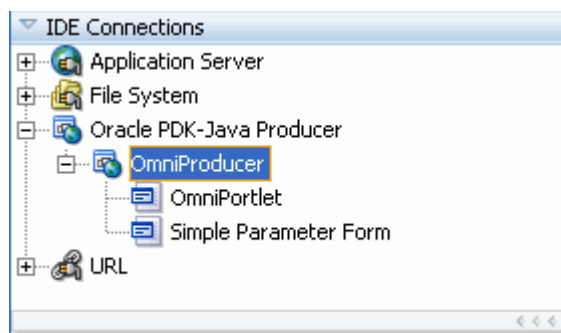 IDE Connections
Application Server
File System
Oracle PDK-Java Producer
OmniProducer
OmniPortlet
Simple Parameter Form
URL